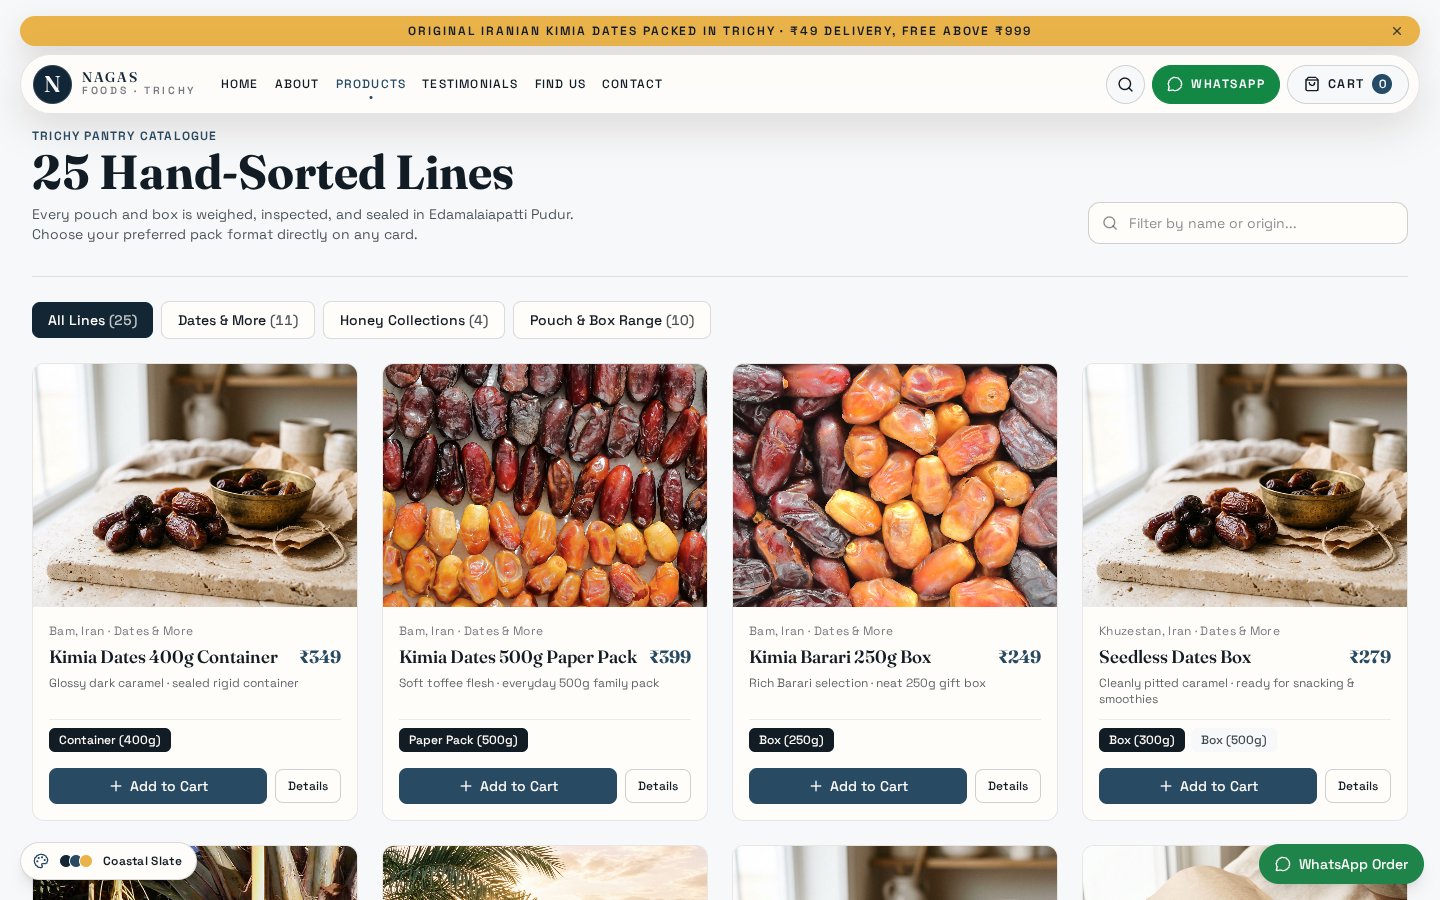 ORIGINAL IRANIAN KIMIA DATES PACKED IN TRICHY · ₹49 DELIVERY, FREE ABOVE ₹999
N
NAGAS
FOODS · TRICHY
HOME
ABOUT
PRODUCTS
TESTIMONIALS
FIND US
CONTACT
WHATSAPP
CART 0
TRICHY PANTRY CATALOGUE
25 Hand-Sorted Lines
Every pouch and box is weighed, inspected, and sealed in Edamalaiapatti Pudur.
Choose your preferred pack format directly on any card.
Filter by name or origin...
All Lines (25)
Dates & More (11)
Honey Collections (4)
Pouch & Box Range (10)
Bam, Iran · Dates & More
Kimia Dates 400g Container ₹349
Glossy dark caramel · sealed rigid container
Container (400g)
Add to Cart
Details
Bam, Iran · Dates & More
Kimia Dates 500g Paper Pack ₹399
Soft toffee flesh · everyday 500g family pack
Paper Pack (500g)
Add to Cart
Details
Bam, Iran · Dates & More
Kimia Barari 250g Box ₹249
Rich Barari selection · neat 250g gift box
Box (250g)
Add to Cart
Details
Khuzestan, Iran · Dates & More
Seedless Dates Box ₹279
Cleanly pitted caramel · ready for snacking &
smoothies
Box (300g)
Box (500g)
Add to Cart
Details
Coastal Slate
WhatsApp Order